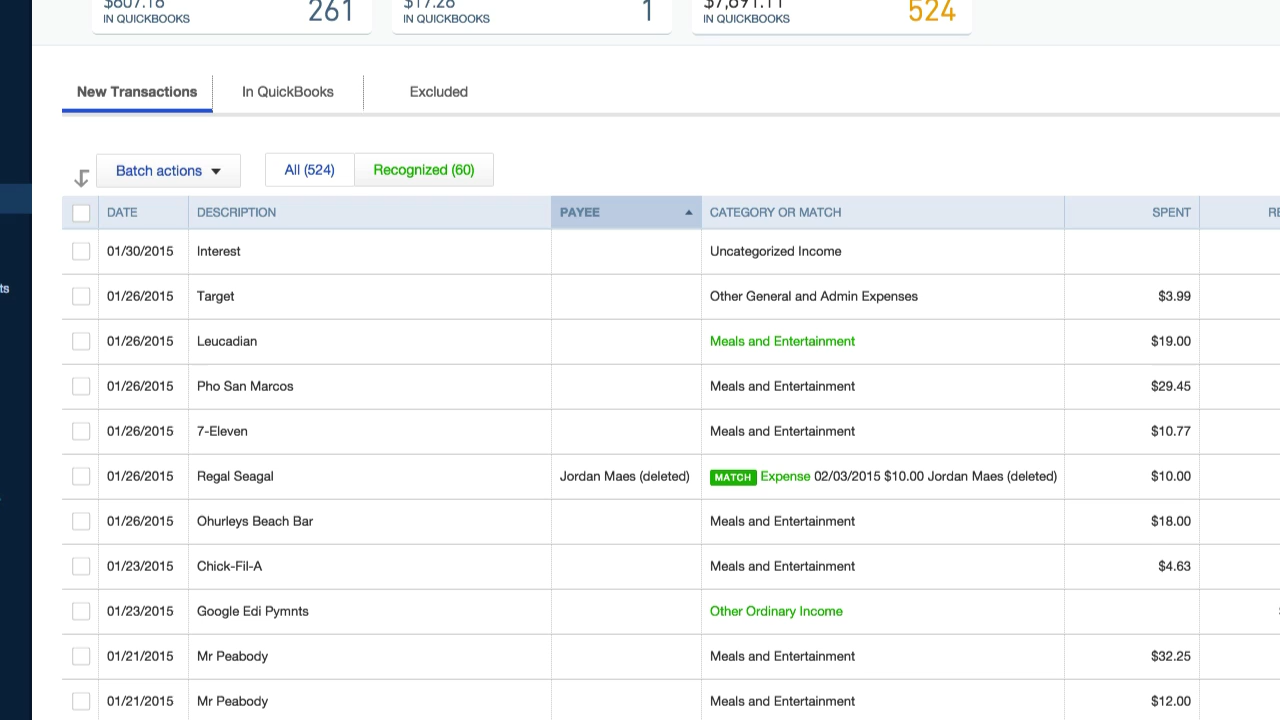 $607.16 $17.28 $7,691.11
IN QUICKBOOKS 261 IN QUICKBOOKS 1 IN QUICKBOOKS 524
New Transactions In QuickBooks Excluded
Batch actions All (524) Recognized (60)
DATE DESCRIPTION PAYEE CATEGORY OR MATCH SPENT
01/30/2015 Interest Uncategorized Income
ts
01/26/2015 Target Other General and Admin Expenses $3.99
01/26/2015 Leucadian Meals and Entertainment $19.00
01/26/2015 Pho San Marcos Meals and Entertainment $29.45
01/26/2015 7-Eleven Meals and Entertainment $10.77
01/26/2015 Regal Seagal Jordan Maes (deleted) MATCH Expense 02/03/2015 $10.00 Jordan Maes (deleted) $10.00
01/26/2015 Ohurleys Beach Bar Meals and Entertainment $18.00
01/23/2015 Chick-Fil-A Meals and Entertainment $4.63
01/23/2015 Google Edi Pymnts Other Ordinary Income
01/21/2015 Mr Peabody Meals and Entertainment $32.25
01/21/2015 Mr Peabody Meals and Entertainment $12.00